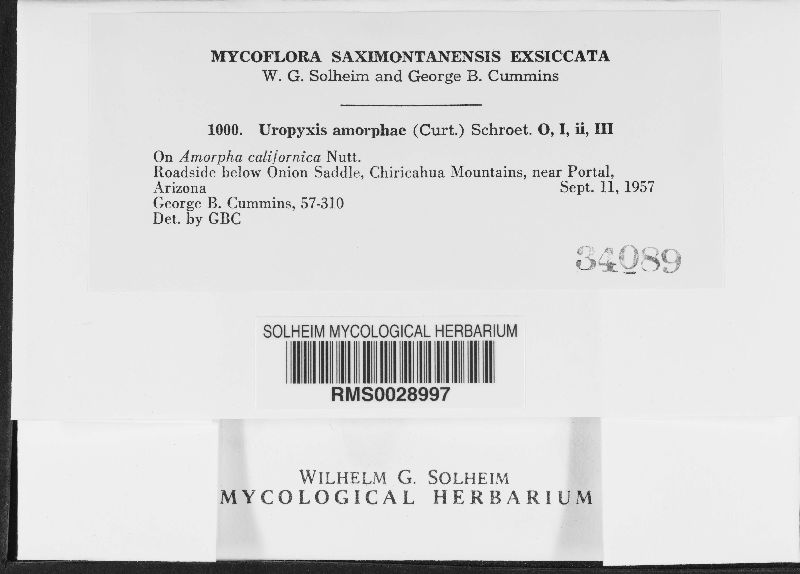 MYCOFLORA SAXIMONTANENSIS EXSICCATA
W. G. Solheim and George B. Cummins
1000. Uropyxis amorphae (Curt.) Schroet. O, I, ii, III
On Amorpha californica Nutt.
Roadside below Onion Saddle, Chiricahua Mountains, near Portal,
Arizona Sept. 11, 1957
George B. Cummins, 57-310
Det. by GBC
34089
SOLHEIM MYCOLOGICAL HERBARIUM
RMS0028997
WILHELM G. SOLHEIM
MYCOLOGICAL HERBARIUM